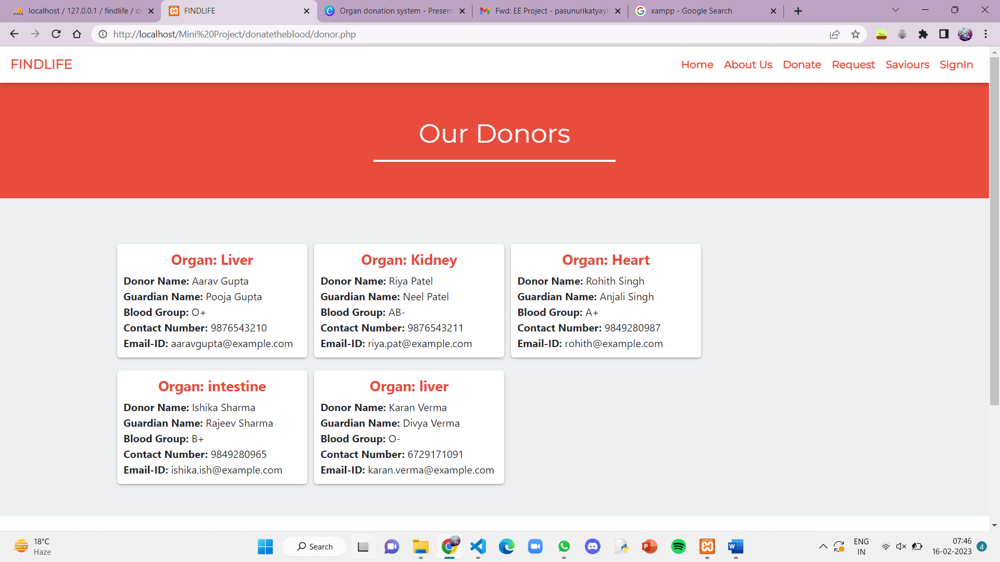 localhost / 127.0.0.1 / findlife / do
FINDLIFE
Organ donation system - Present
Fwd: EE Project - pasunurikatyayi
xampp - Google Search
http://localhost/Mini%20Project/donatetheblood/donor.php
FINDLIFE
Home About Us Donate Request Saviours SignIn
Our Donors
Organ: Liver
Donor Name: Aarav Gupta
Guardian Name: Pooja Gupta
Blood Group: O+
Contact Number: 9876543210
Email-ID: aaravgupta@example.com
Organ: Kidney
Donor Name: Riya Patel
Guardian Name: Neel Patel
Blood Group: AB-
Contact Number: 9876543211
Email-ID: riya.pat@example.com
Organ: Heart
Donor Name: Rohith Singh
Guardian Name: Anjali Singh
Blood Group: A+
Contact Number: 9849280987
Email-ID: rohith@example.com
Organ: intestine
Donor Name: Ishika Sharma
Guardian Name: Rajeev Sharma
Blood Group: B+
Contact Number: 9849280965
Email-ID: ishika.ish@example.com
Organ: liver
Donor Name: Karan Verma
Guardian Name: Divya Verma
Blood Group: O-
Contact Number: 6729171091
Email-ID: karan.verma@example.com
18°C
Haze
Search
ENG
IN
07:46
16-02-2023
4